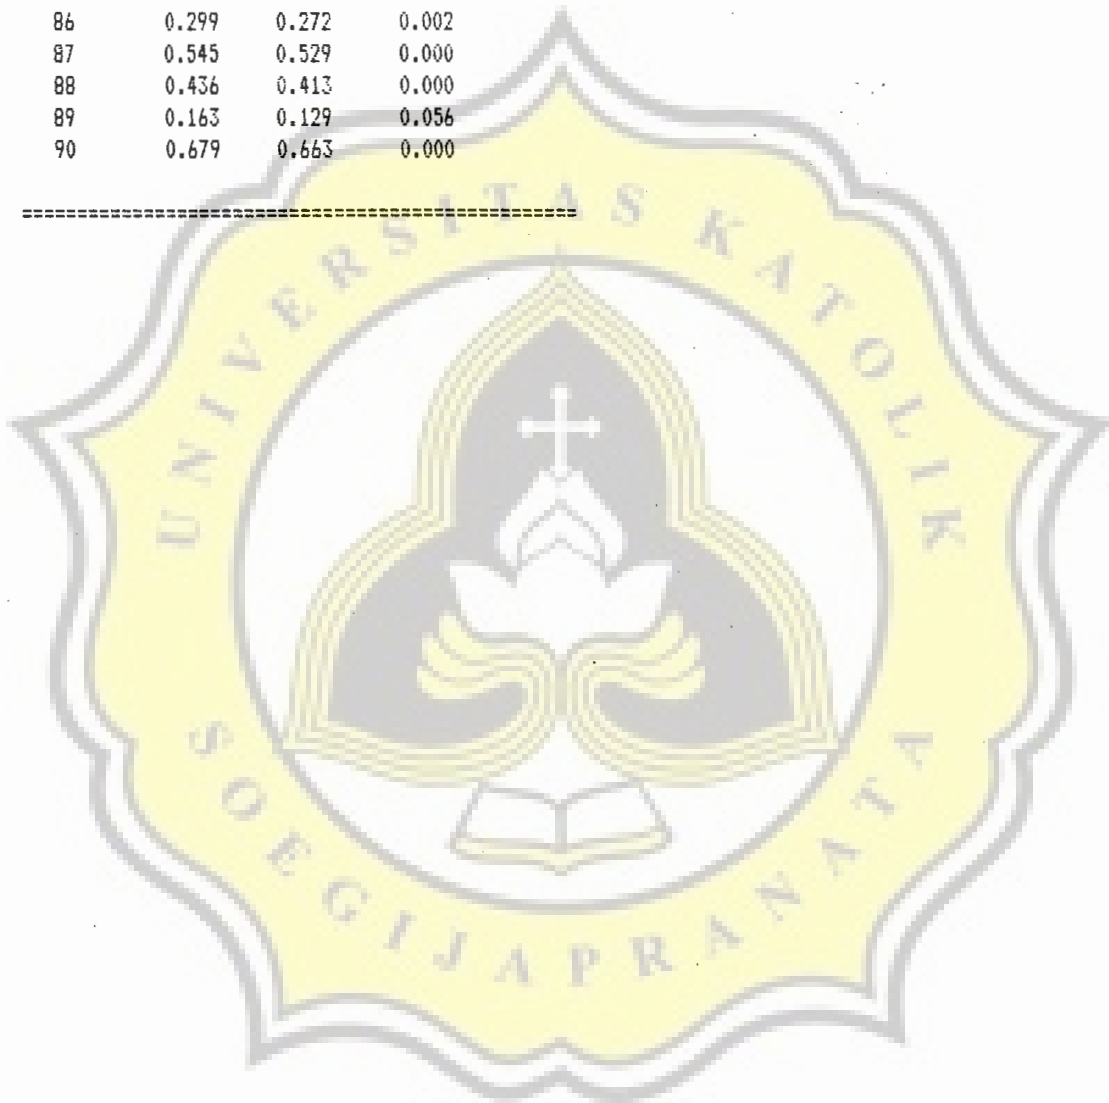 86 0.299 0.272 0.002
87 0.545 0.529 0.000
88 0.436 0.413 0.000
89 0.163 0.129 0.056
90 0.679 0.663 0.000
==================================================
UNIVERSITAS KATOLIK
SOEGIJAPRANATA